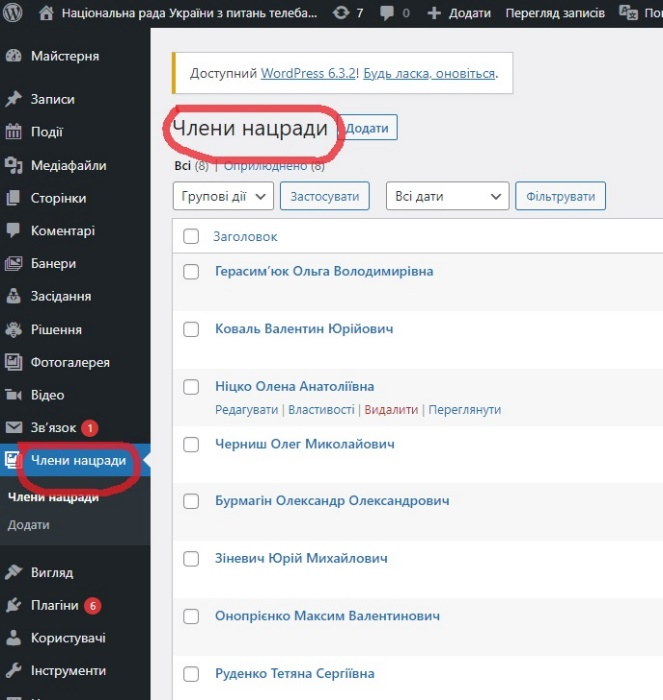 Національна рада України з питань телеба... 7 0 + Додати Перегляд записів
Майстерня
Записи
Події
Медіафайли
Сторінки
Коментарі
Банери
Засідання
Рішення
Фотогалерея
Відео
Зв'язок 1
Члени нацради
Члени нацради
Додати
Вигляд
Плагіни 6
Користувачі
Інструменти
Доступний WordPress 6.3.2! Будь ласка, оновіться.
Члени нацради Додати
Всі (8) | Оприлюднено (8)
Групові дії Застосувати Всі дати Фільтрувати
Заголовок
Герасим'юк Ольга Володимирівна
Коваль Валентин Юрійович
Ніцко Олена Анатоліївна
Редагувати | Властивості | Видалити | Переглянути
Черниш Олег Миколайович
Бурмагін Олександр Олександрович
Зіневич Юрій Михайлович
Онопрієнко Максим Валентинович
Руденко Тетяна Сергіївна